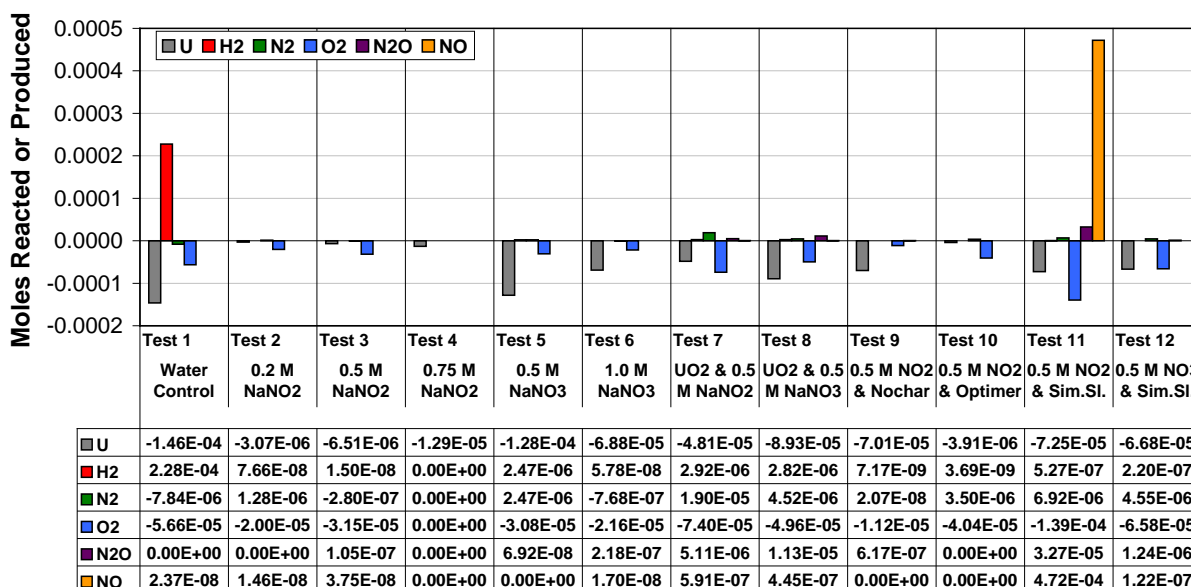 Moles Reacted or Produced
0.0005
0.0004
0.0003
0.0002
0.0001
0.0000
-0.0001
-0.0002
U H2 N2 O2 N2O NO
Test 1 Test 2 Test 3 Test 4 Test 5 Test 6 Test 7 Test 8 Test 9 Test 10 Test 11 Test 12
Water 0.2 M 0.5 M 0.75 M 0.5 M 1.0 M UO2 & 0.5 UO2 & 0.5 0.5 M NO2 0.5 M NO2 0.5 M NO2 0.5 M NO3
Control NaNO2 NaNO2 NaNO2 NaNO3 NaNO3 M NaNO2 M NaNO3 & Nochar & Optimer & Sim.Sl. & Sim.Sl.
U -1.46E-04 -3.07E-06 -6.51E-06 -1.29E-05 -1.28E-04 -6.88E-05 -4.81E-05 -8.93E-05 -7.01E-05 -3.91E-06 -7.25E-05 -6.68E-05
H2 2.28E-04 7.66E-08 1.50E-08 0.00E+00 2.47E-06 5.78E-08 2.92E-06 2.82E-06 7.17E-09 3.69E-09 5.27E-07 2.20E-07
N2 -7.84E-06 1.28E-06 -2.80E-07 0.00E+00 2.47E-06 -7.68E-07 1.90E-05 4.52E-06 2.07E-08 3.50E-06 6.92E-06 4.55E-06
O2 -5.66E-05 -2.00E-05 -3.15E-05 0.00E+00 -3.08E-05 -2.16E-05 -7.40E-05 -4.96E-05 -1.12E-05 -4.04E-05 -1.39E-04 -6.58E-05
N2O 0.00E+00 0.00E+00 1.05E-07 0.00E+00 6.92E-08 2.18E-07 5.11E-06 1.13E-05 6.17E-07 0.00E+00 3.27E-05 1.24E-06
NO 2.37E-08 1.46E-08 3.75E-08 0.00E+00 0.00E+00 1.70E-08 5.91E-07 4.45E-07 0.00E+00 0.00E+00 4.72E-04 1.22E-07